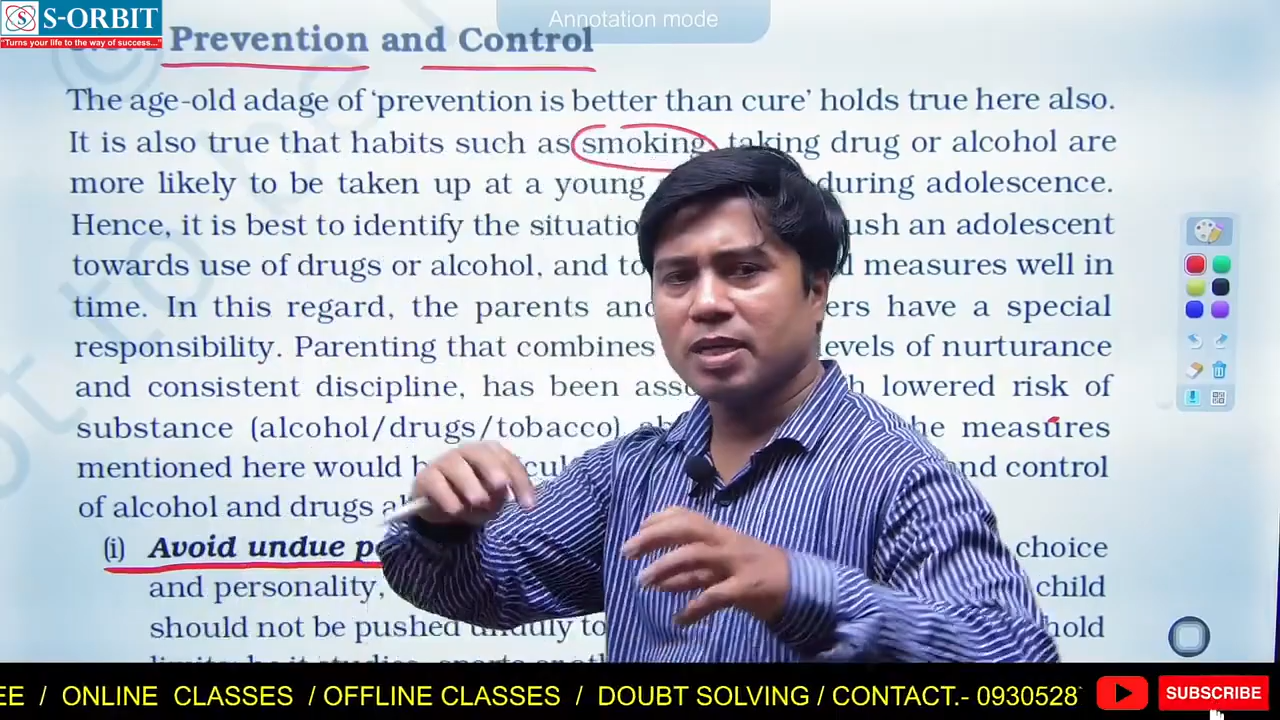 S-ORBIT
"Turns your life to the way of success..."
Annotation mode
Prevention and Control
The age-old adage of 'prevention is better than cure' holds true here also.
It is also true that habits such as smoking, taking drug or alcohol are
more likely to be taken up at a young during adolescence.
Hence, it is best to identify the situatio ush an adolescent
towards use of drugs or alcohol, and to measures well in
time. In this regard, the parents and ers have a special
responsibility. Parenting that combines levels of nurturance
and consistent discipline, has been asso h lowered risk of
substance (alcohol/drugs/tobacco) ab he measures
mentioned here would b cul nd control
of alcohol and drugs a
(i) Avoid undue p choice
and personality, child
should not be pushed unduly to hold
EE / ONLINE CLASSES / OFFLINE CLASSES / DOUBT SOLVING / CONTACT.- 0930528
SUBSCRIBE